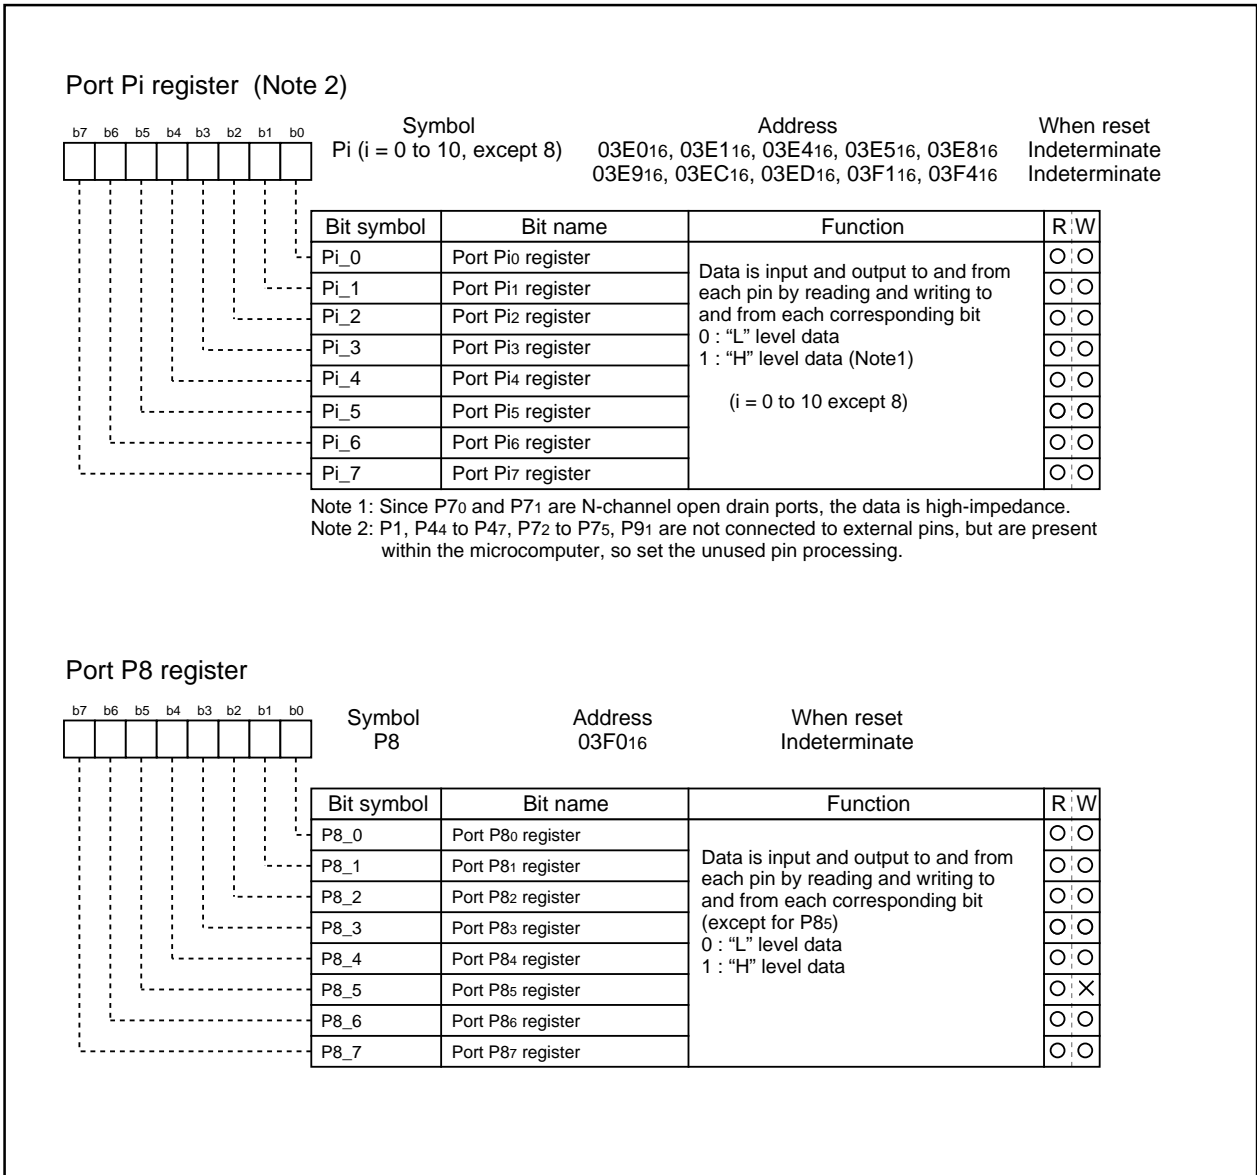 Port Pi register (Note 2)
b7 b6 b5 b4 b3 b2 b1 b0
Symbol Address When reset
Pi (i = 0 to 10, except 8) 03E016, 03E116, 03E416, 03E516, 03E816 Indeterminate
03E916, 03EC16, 03ED16, 03F116, 03F416 Indeterminate
Bit symbol Bit name Function R W
Pi_0 Port Pi0 register
Pi_1 Port Pi1 register
Pi_2 Port Pi2 register
Pi_3 Port Pi3 register
Pi_4 Port Pi4 register
Pi_5 Port Pi5 register
Pi_6 Port Pi6 register
Pi_7 Port Pi7 register
Data is input and output to and from
each pin by reading and writing to
and from each corresponding bit
0 : “L” level data
1 : “H” level data (Note1)
(i = 0 to 10 except 8)
Note 1: Since P70 and P71 are N-channel open drain ports, the data is high-impedance.
Note 2: P1, P44 to P47, P72 to P75, P91 are not connected to external pins, but are present
within the microcomputer, so set the unused pin processing.
Port P8 register
b7 b6 b5 b4 b3 b2 b1 b0
Symbol Address When reset
P8 03F016 Indeterminate
Bit symbol Bit name Function R W
P8_0 Port P80 register
P8_1 Port P81 register
P8_2 Port P82 register
P8_3 Port P83 register
P8_4 Port P84 register
P8_5 Port P85 register
P8_6 Port P86 register
P8_7 Port P87 register
Data is input and output to and from
each pin by reading and writing to
and from each corresponding bit
(except for P85)
0 : “L” level data
1 : “H” level data